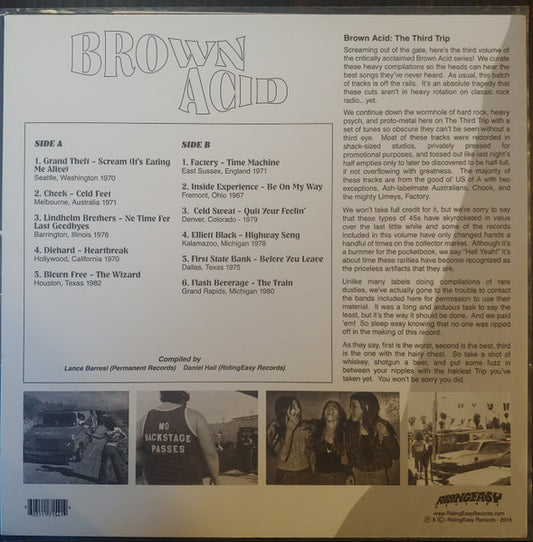 BROWN
ACID
SIDE A
1. Grand Theft - Scream (It's Eating
Me Alive)
Seattle, Washington 1970
2. Chook - Cold Feet
Melbourne, Australia 1971
3. Lindholm Brothers - No Time For
Last Goodbyes
Barrington, Illinois 1976
4. Diehard - Heartbreak
Hollywood, California 1970
5. Blown Free - The Wizard
Houston, Texas 1982
SIDE B
1. Factory - Time Machine
East Sussex, England 1971
2. Inside Experience - Be On My Way
Fremont, Ohio 1967
3. Cold Sweat - Quit Your Feelin'
Denver, Colorado - 1979
4. Elliott Black - Highway Song
Kalamazoo, Michigan 1978
5. First State Bank - Before You Leave
Dallas, Texas 1975
6. Flash Beverage - The Train
Grand Rapids, Michigan 1980
Compiled by
Lance Barresi (Permanent Records) Daniel Hall (RidingEasy Records)
Brown Acid: The Third Trip
Screaming out of the gate, here's the third volume of
the critically acclaimed Brown Acid series! We curate
these heavy compilations so the heads can hear the
best songs they've never heard. As usual, this batch
of tracks is off the rails. It's an absolute tragedy that
these cuts aren't in heavy rotation on classic rock
radio...yet.
We continue down the wormhole of hard rock, heavy
psych, and proto-metal here on The Third Trip with a
set of tunes so obscure they can't be seen without a
third eye. Most of these tracks were recorded in
shack-sized studios, privately pressed for
promotional purposes, and tossed out like last night's
half empties only to later be discovered to be half-full,
if not overflowing with greatness. The majority of
these tracks are from the good ol' US of A with two
exceptions, Ash-labelmate Australians, Chook, and
the mighty Limeys, Factory.
We won't take full credit for it, but we're sorry to say
that these types of 45s have skyrocketed in value
over the last little while and some of the records
included in this volume have only changed hands a
handful of times on the collector market. Although it's
a bummer for the pocketbook, we say "Hell Yeah!" it's
about time these rarities have become recognized as
the priceless artifacts that they are.
Unlike many labels doing compilations of rare
dusties, we've actually gone to the trouble to contact
the bands included here for permission to use their
material. It was a long and arduous task to say the
least, but it's the way it should be done. And we paid
'em! So sleep easy knowing that no one was ripped
off in the making of this record.
As they say, first is the worst, second is the best, third
is the one with the hairy chest. So take a shot of
whiskey, shotgun a beer, and put some fuzz in
between your nipples with the hairiest Trip you've
taken yet. You won't be sorry you did.
NO
BACKSTAGE
PASSES
RIDINGEASY
RECORDS
www.RidingEasyRecords.com
℗ & © RidingEasy Records - 2016